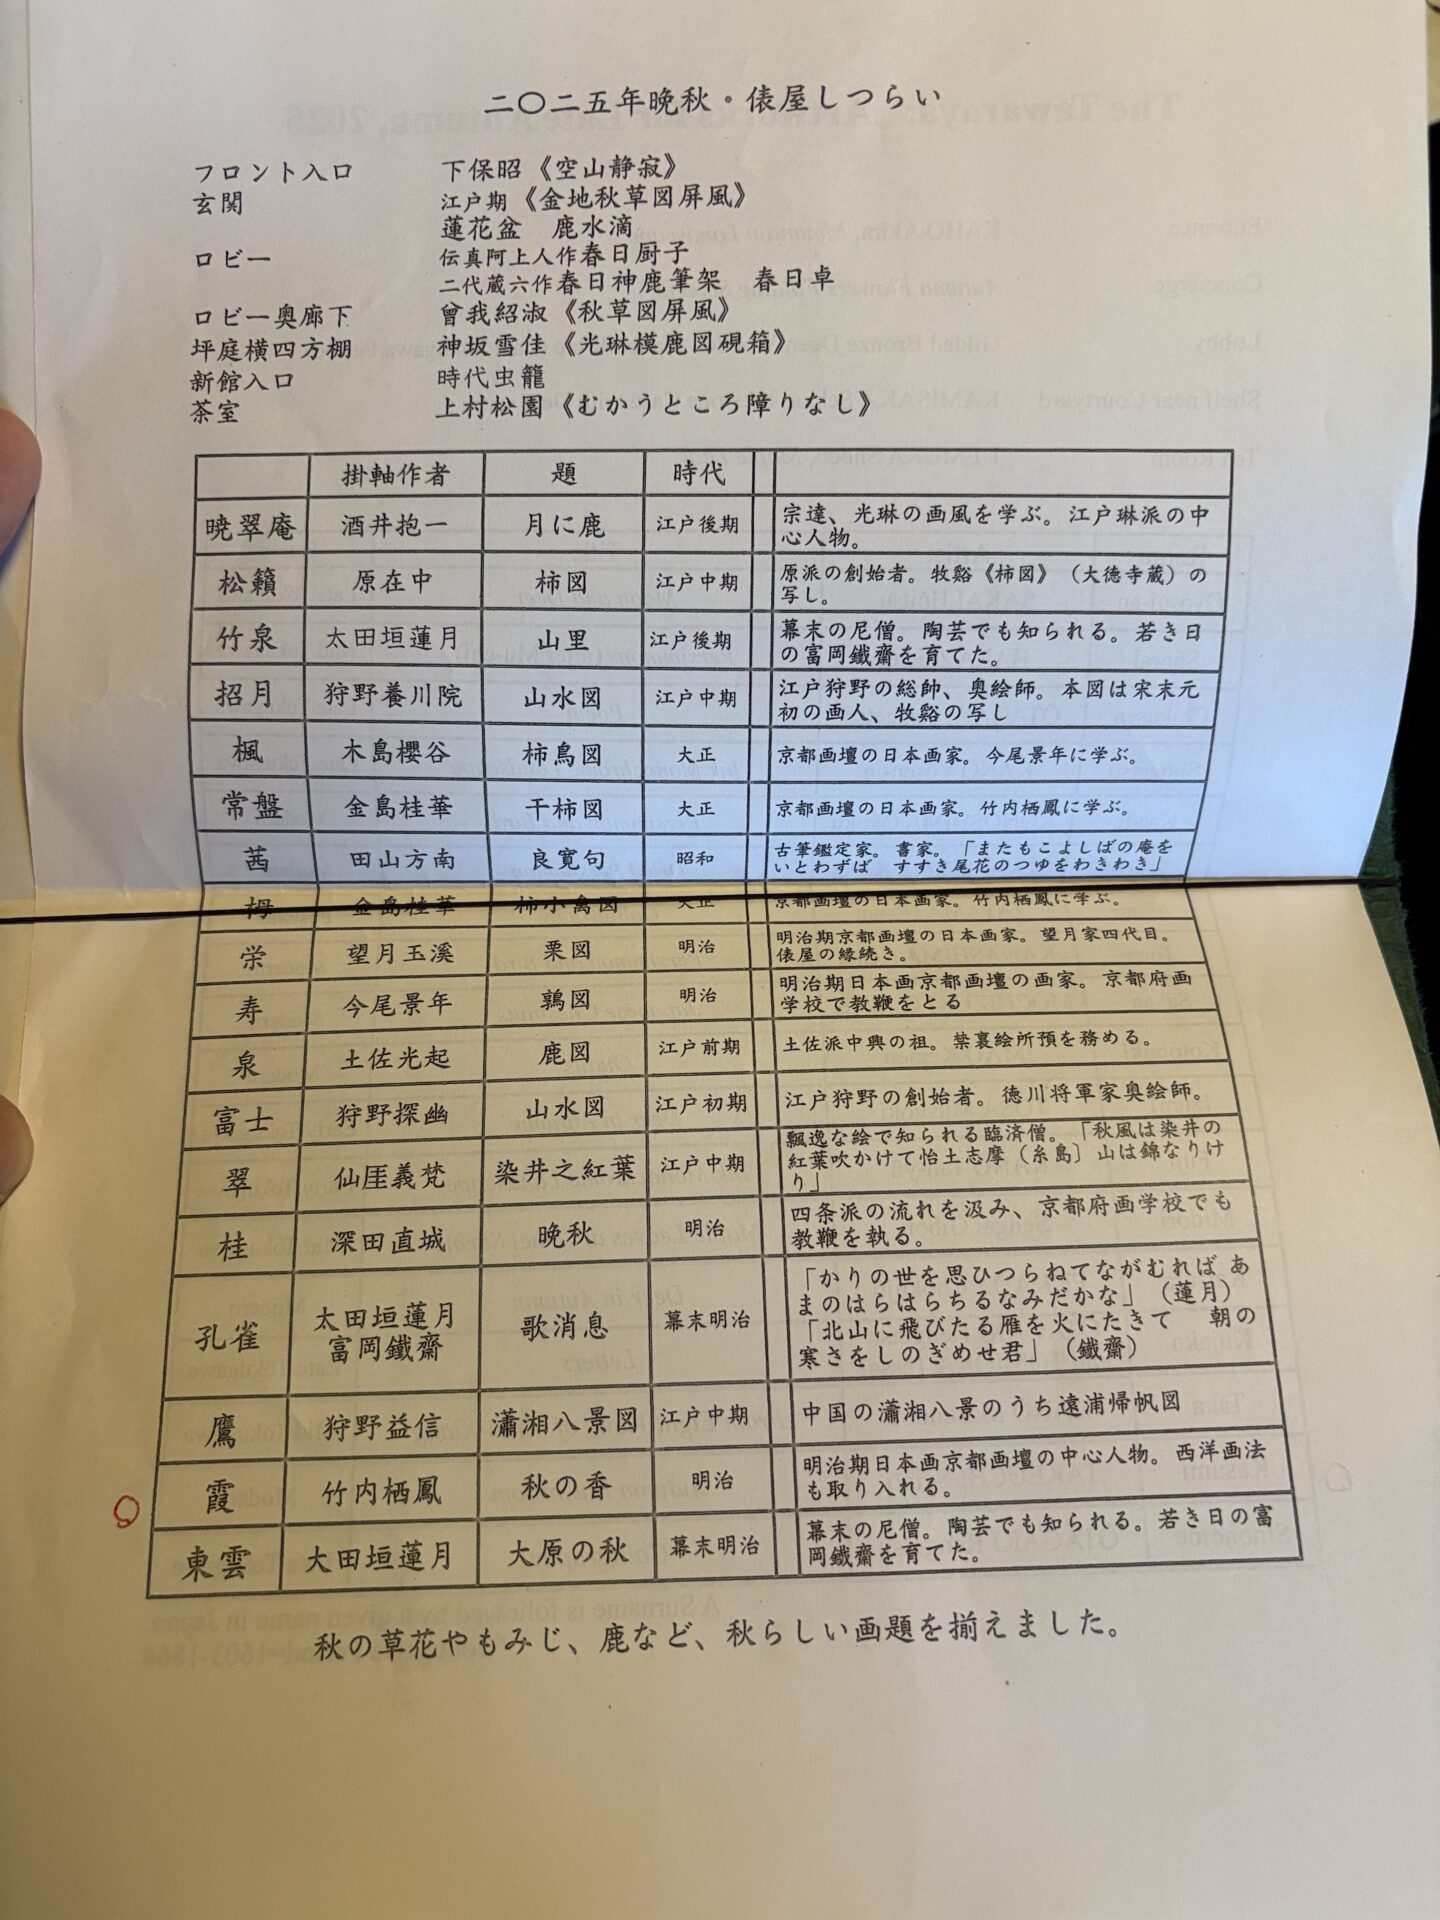 二〇二五年晩秋・俵屋しつらい
フロント入口 下保昭《空山静寂》
玄関 江戸期《金地秋草図屏風》
蓮花盆 鹿水滴
ロビー 伝真阿上人作春日厨子
二代蔵六作春日神鹿筆架 春日卓
ロビー奥廊下 曾我紹淑《秋草図屏風》
坪庭横四方棚 神坂雪佳《光琳模鹿図硯箱》
新館入口 時代虫籠
茶室 上村松園《むかうところ障りなし》
掛軸作者 題 時代
暁翠庵 酒井抱一 月に鹿 江戸後期 宗達、光琳の画風を学ぶ。江戸琳派の中
心人物。
松籟 原在中 柿図 江戸中期 原派の創始者。牧谿《柿図》（大徳寺蔵）の
写し。
竹泉 太田垣蓮月 山里 江戸後期 幕末の尼僧。陶芸でも知られる。若き日
の富岡鐵齋を育てた。
招月 狩野養川院 山水図 江戸中期 江戸狩野の総帥、奥絵師。本図は宋末元
初の画人、牧谿の写し
楓 木島櫻谷 柿鳥図 大正 京都画壇の日本画家。今尾景年に学ぶ。
常盤 金島桂華 干柿図 大正 京都画壇の日本画家。竹内栖鳳に学ぶ。
茜 田山方南 良寛句 昭和 古筆鑑定家。書家。「またもこよしばの庵を
いとわずば すすき尾花のつゆをわきわき」
栂 金島桂華 柿小禽図 大正 京都画壇の日本画家。竹内栖鳳に学ぶ。
栄 望月玉溪 栗図 明治 明治期京都画壇の日本画家。望月家四代目。
俵屋の縁続き。
寿 今尾景年 鶉図 明治 明治期日本画京都画壇の画家。京都府画
学校で教鞭をとる
泉 土佐光起 鹿図 江戸前期 土佐派中興の祖。禁裏絵所預を務める。
富士 狩野探幽 山水図 江戸初期 江戸狩野の創始者。徳川将軍家奥絵師。
翠 仙厓義梵 染井之紅葉 江戸中期 飄逸な絵で知られる臨済僧。「秋風は染井の
紅葉吹かけて怡土志摩（糸島）山は錦なりけ
り」
桂 深田直城 晩秋 明治 四条派の流れを汲み、京都府画学校でも
教鞭を執る。
孔雀 太田垣蓮月 富岡鐵齋 歌消息 幕末明治 「かりの世を思ひつらねてながむれば あ
まのはらはらちるなみだかな」（蓮月）
「北山に飛びたる雁を火にたきて 朝の
寒さをしのぎめせ君」（鐵齋）
鷹 狩野益信 瀟湘八景図 江戸中期 中国の瀟湘八景のうち遠浦帰帆図
霞 竹内栖鳳 秋の香 明治 明治期日本画京都画壇の中心人物。西洋画法
も取り入れる。
東雲 大田垣蓮月 大原の秋 幕末明治 幕末の尼僧。陶芸でも知られる。若き日の富
岡鐵齋を育てた。
秋の草花やもみじ、鹿など、秋らしい画題を揃えました。